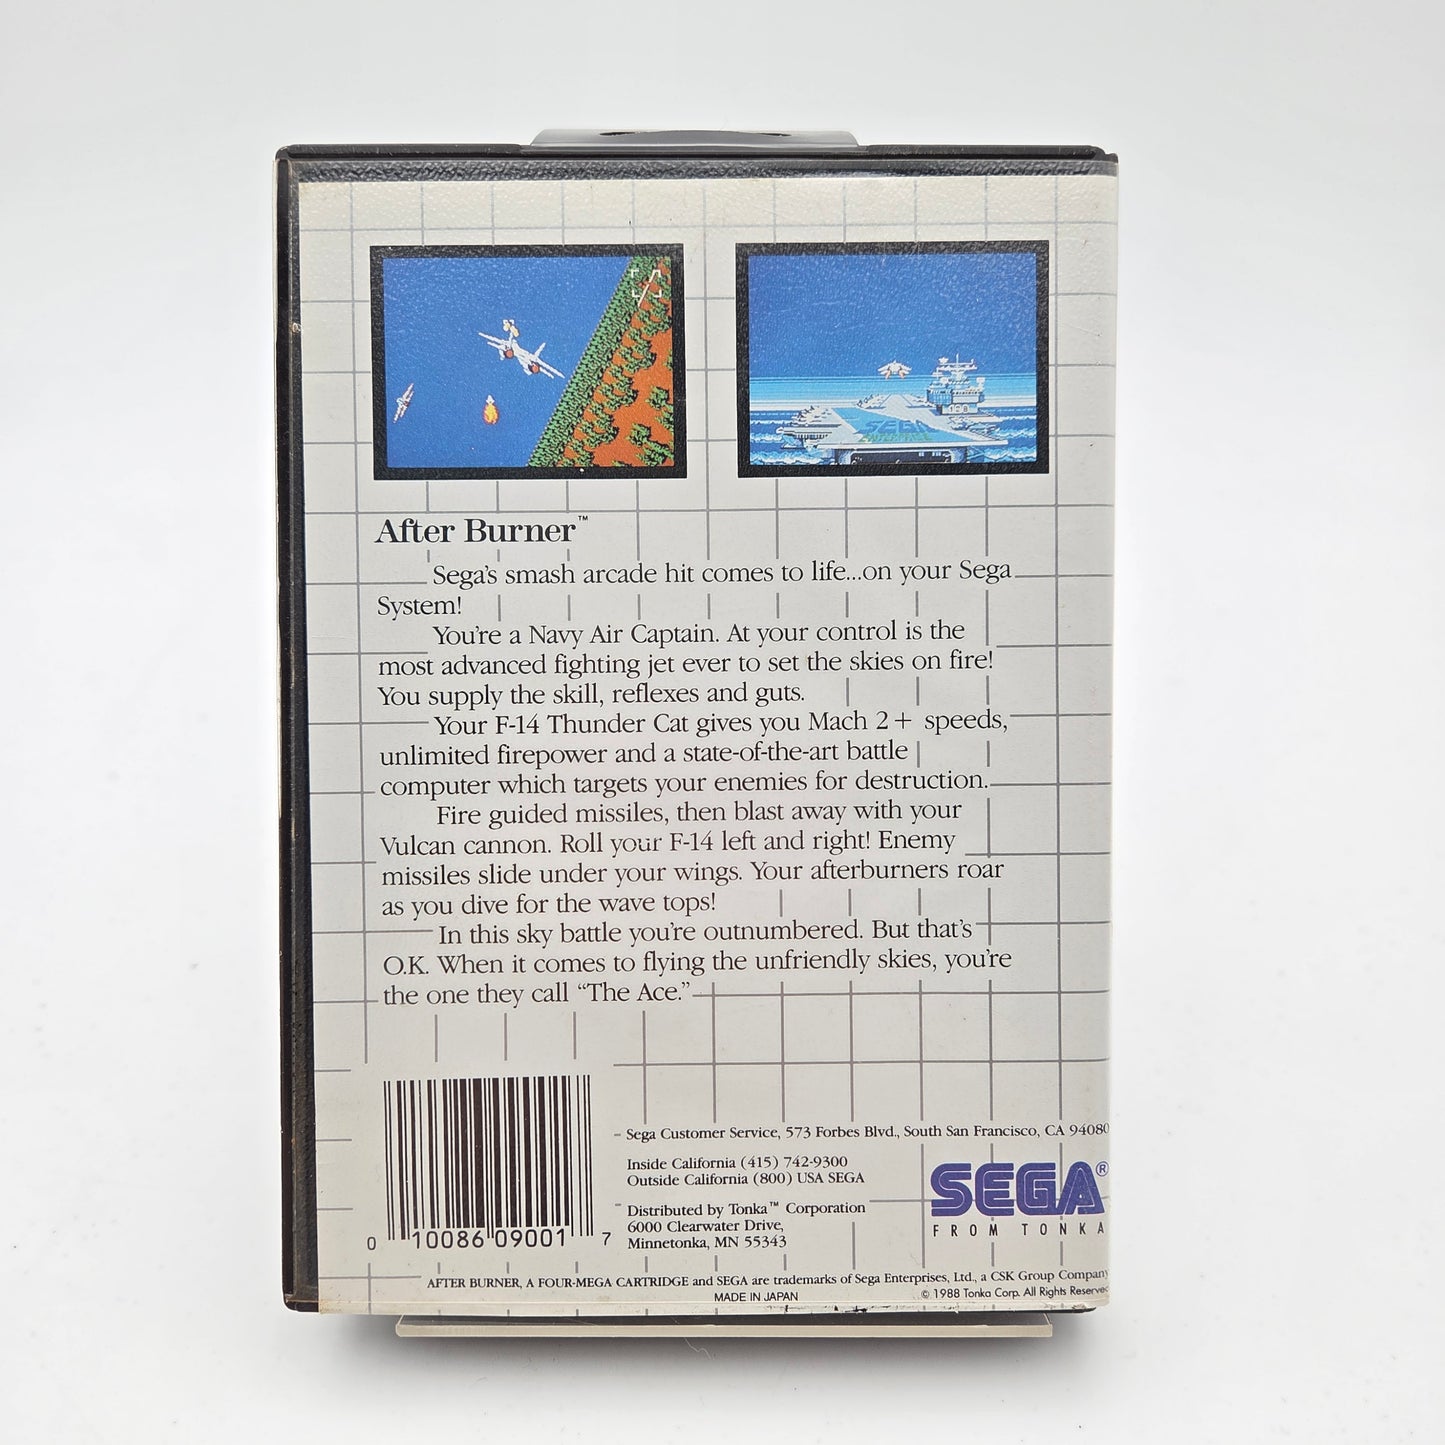 SEGA
After Burner™
Sega's smash arcade hit comes to life...on your Sega
System!
You're a Navy Air Captain. At your control is the
most advanced fighting jet ever to set the skies on fire!
You supply the skill, reflexes and guts.
Your F-14 Thunder Cat gives you Mach 2+ speeds,
unlimited firepower and a state-of-the-art battle
computer which targets your enemies for destruction.
Fire guided missiles, then blast away with your
Vulcan cannon. Roll your F-14 left and right! Enemy
missiles slide under your wings. Your afterburners roar
as you dive for the wave tops!
In this sky battle you're outnumbered. But that's
O.K. When it comes to flying the unfriendly skies, you're
the one they call “The Ace.”
0 10086 09001 7
Sega Customer Service, 573 Forbes Blvd., South San Francisco, CA 94080
Inside California (415) 742-9300
Outside California (800) USA SEGA
Distributed by Tonka™ Corporation
6000 Clearwater Drive,
Minnetonka, MN 55343
SEGA®
FROM TONKA
AFTER BURNER, A FOUR-MEGA CARTRIDGE and SEGA are trademarks of Sega Enterprises, Ltd., a CSK Group Company
MADE IN JAPAN
© 1988 Tonka Corp. All Rights Reserved